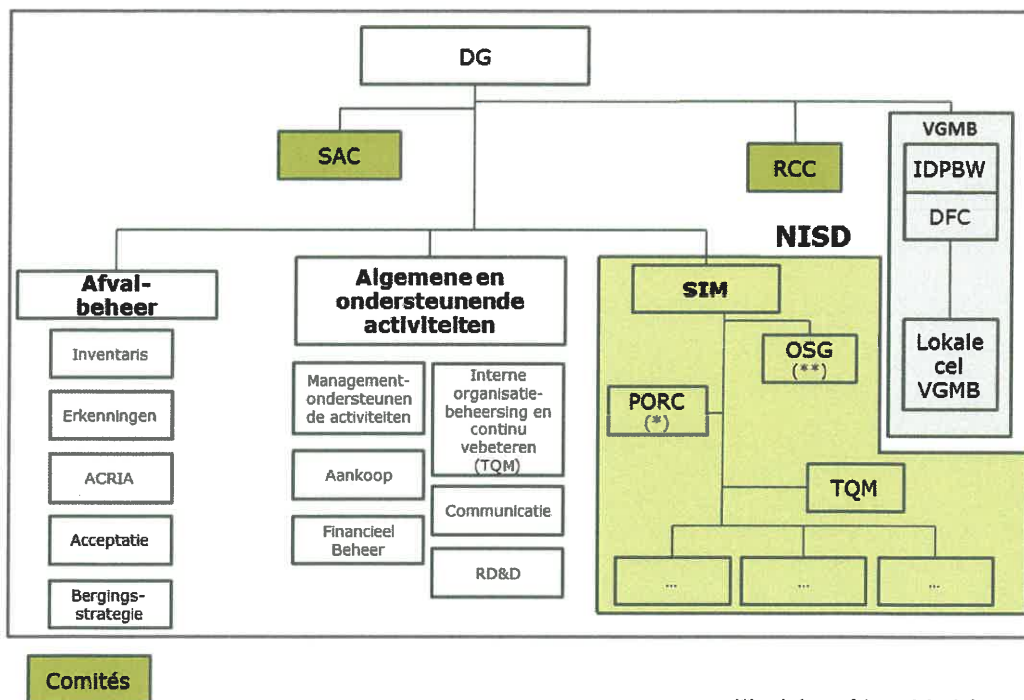 DG
SAC
RCC
VGMB
IDPBW
DFC
Lokale
cel
VGMB
NISD
Afval-
beheer
Inventaris
Erkenningen
ACRIA
Acceptatie
Bergings-
strategie
Algemene en
ondersteunende
activiteiten
Management-
ondersteunen
de activiteiten
Aankoop
Financieel
Beheer
Interne
organisatie-
beheersing en
continu
vebeteren
(TQM)
Communicatie
RD&D
SIM
OSG
(**)
PORC
(*)
TQM
...
...
...
Comités